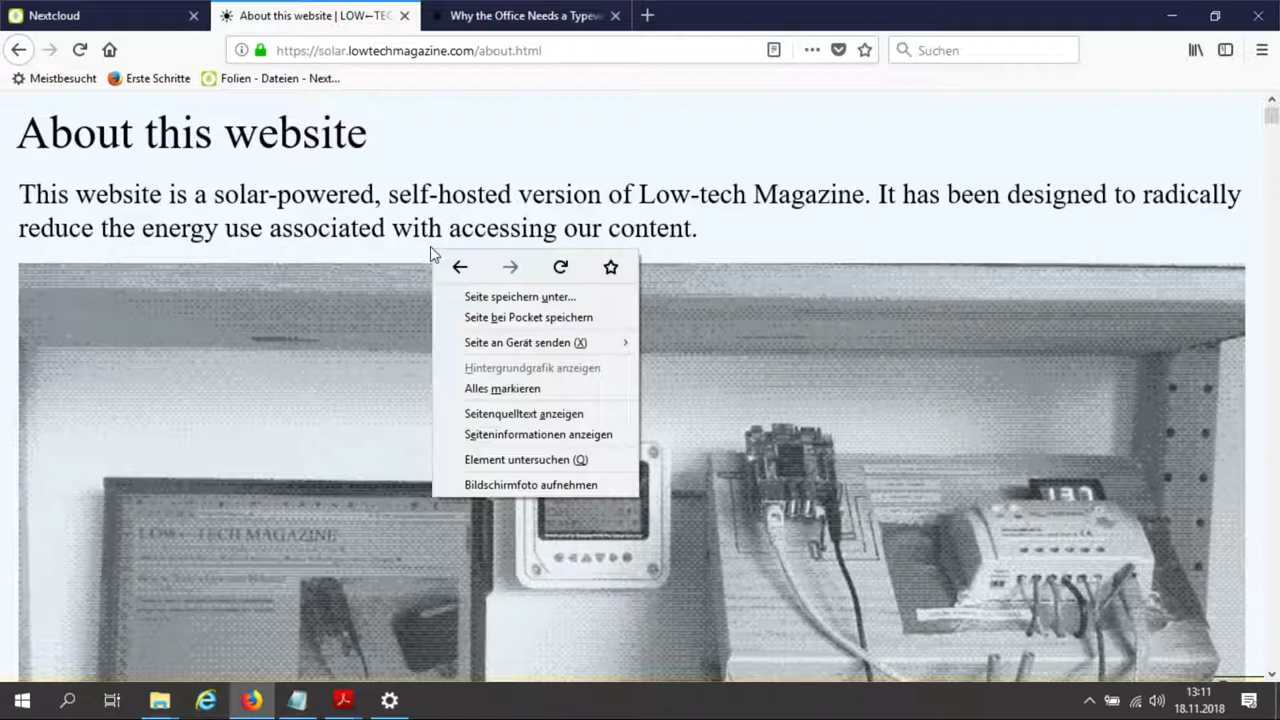 Nextcloud
About this website | LOW←TEC
Why the Office Needs a Typew
https://solar.lowtechmagazine.com/about.html
Suchen
Meistbesucht
Erste Schritte
Folien - Dateien - Next...
About this website
This website is a solar-powered, self-hosted version of Low-tech Magazine. It has been designed to radically
reduce the energy use associated with accessing our content.
Seite speichern unter...
Seite bei Pocket speichern
Seite an Gerät senden (X)
Hintergrundgrafik anzeigen
Alles markieren
Seitenquelltext anzeigen
Seiteninformationen anzeigen
Element untersuchen (Q)
Bildschirmfoto aufnehmen
LOW←TECH MAGAZINE
13:11
18.11.2018